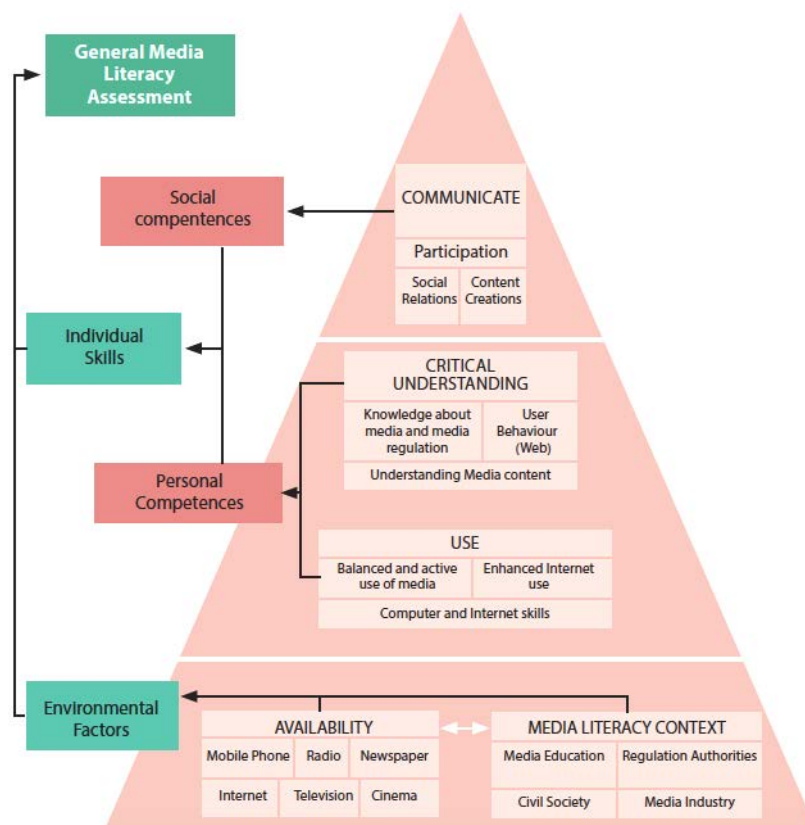 General Media
Literacy
Assessment
Social
compentences
COMMUNICATE
Participation
Social
Relations
Content
Creations
Individual
Skills
CRITICAL
UNDERSTANDING
Knowledge about
media and media
regulation
User
Behaviour
(Web)
Understanding Media content
Personal
Competences
USE
Balanced and active
use of media
Enhanced Internet
use
Computer and Internet skills
Environmental
Factors
AVAILABILITY
Mobile Phone
Radio
Newspaper
Internet
Television
Cinema
MEDIA LITERACY CONTEXT
Media Education
Regulation Authorities
Civil Society
Media Industry